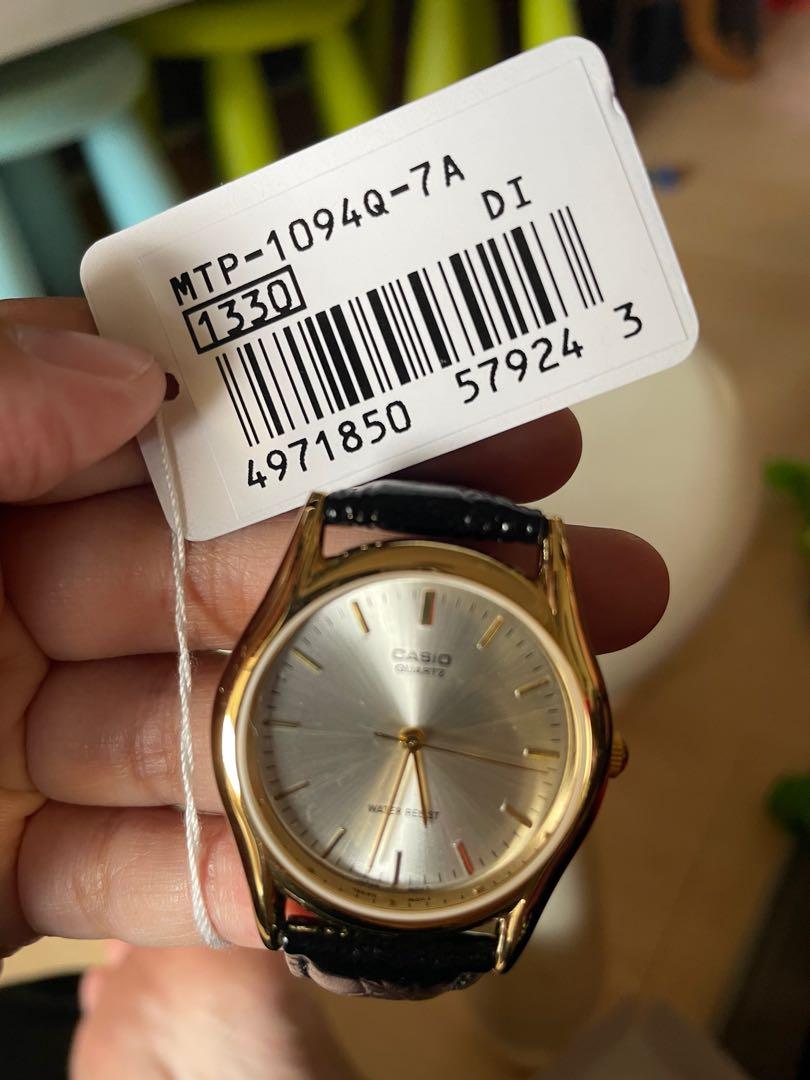 MTP-1094Q-7A
DI
1330
4971850 57924 3
CASIO
QUARTZ
WATER RESIST